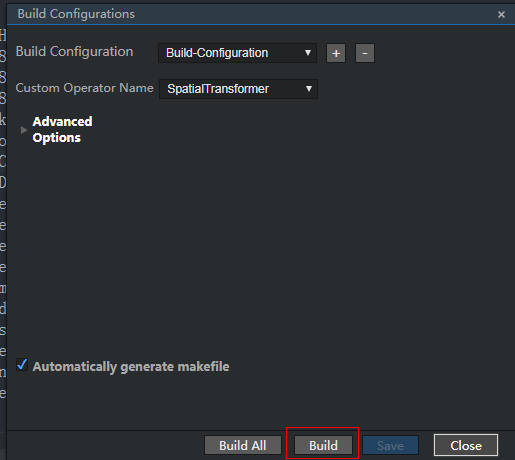 Build Configurations ×
Build Configuration Build-Configuration + -
Custom Operator Name SpatialTransformer
Advanced
Options
Automatically generate makefile
Build All Build Save Close